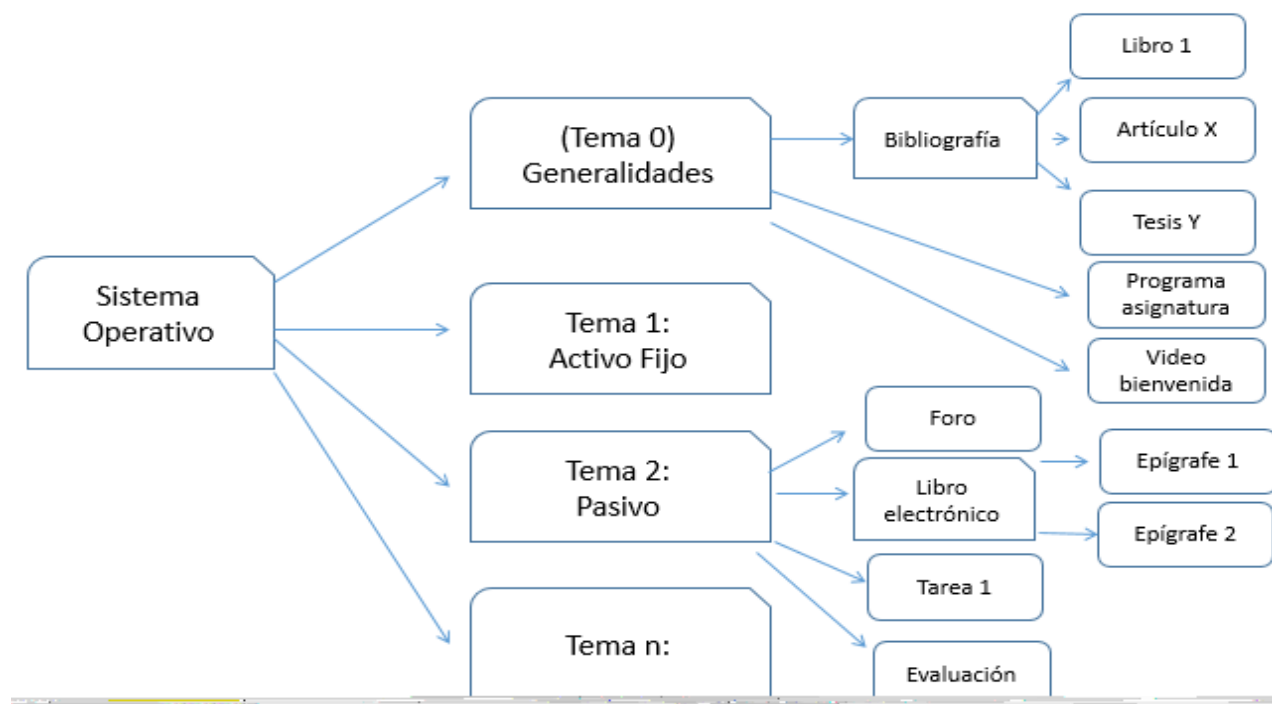 Libro 1
(Tema 0)
Generalidades
Bibliografía
Artículo X
Tesis Y
Sistema
Operativo
Programa
asignatura
Tema 1:
Activo Fijo
Video
bienvenida
Foro
Tema 2:
Pasivo
Libro
electrónico
Epígrafe 1
Epígrafe 2
Tarea 1
Tema n:
Evaluación